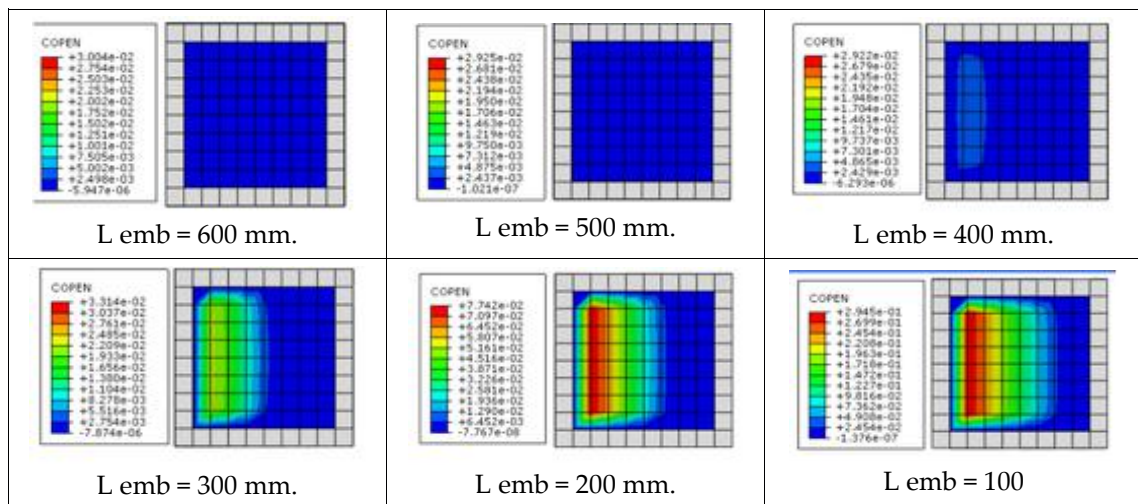 COPEN
+3.004e-02
+2.754e-02
+2.503e-02
+2.253e-02
+2.002e-02
+1.752e-02
+1.502e-02
+1.251e-02
+1.001e-02
+7.505e-03
+5.002e-03
+2.498e-03
-5.947e-06
L emb = 600 mm.
COPEN
+2.925e-02
+2.681e-02
+2.438e-02
+2.194e-02
+1.950e-02
+1.706e-02
+1.463e-02
+1.219e-02
+9.750e-03
+7.312e-03
+4.875e-03
+2.437e-03
-1.021e-07
L emb = 500 mm.
COPEN
+2.922e-02
+2.679e-02
+2.435e-02
+2.192e-02
+1.948e-02
+1.704e-02
+1.461e-02
+1.217e-02
+9.737e-03
+7.301e-03
+4.865e-03
+2.429e-03
-6.293e-06
L emb = 400 mm.
COPEN
+3.314e-02
+3.037e-02
+2.761e-02
+2.485e-02
+2.209e-02
+1.933e-02
+1.656e-02
+1.380e-02
+1.104e-02
+8.278e-03
+5.516e-03
+2.754e-03
-7.874e-06
L emb = 300 mm.
COPEN
+7.742e-02
+7.097e-02
+6.452e-02
+5.807e-02
+5.161e-02
+4.516e-02
+3.871e-02
+3.226e-02
+2.581e-02
+1.936e-02
+1.290e-02
+6.452e-03
-7.767e-08
L emb = 200 mm.
COPEN
+2.945e-01
+2.699e-01
+2.454e-01
+2.208e-01
+1.963e-01
+1.718e-01
+1.472e-01
+1.227e-01
+9.816e-02
+7.362e-02
+4.908e-02
+2.454e-02
-1.376e-07
L emb = 100